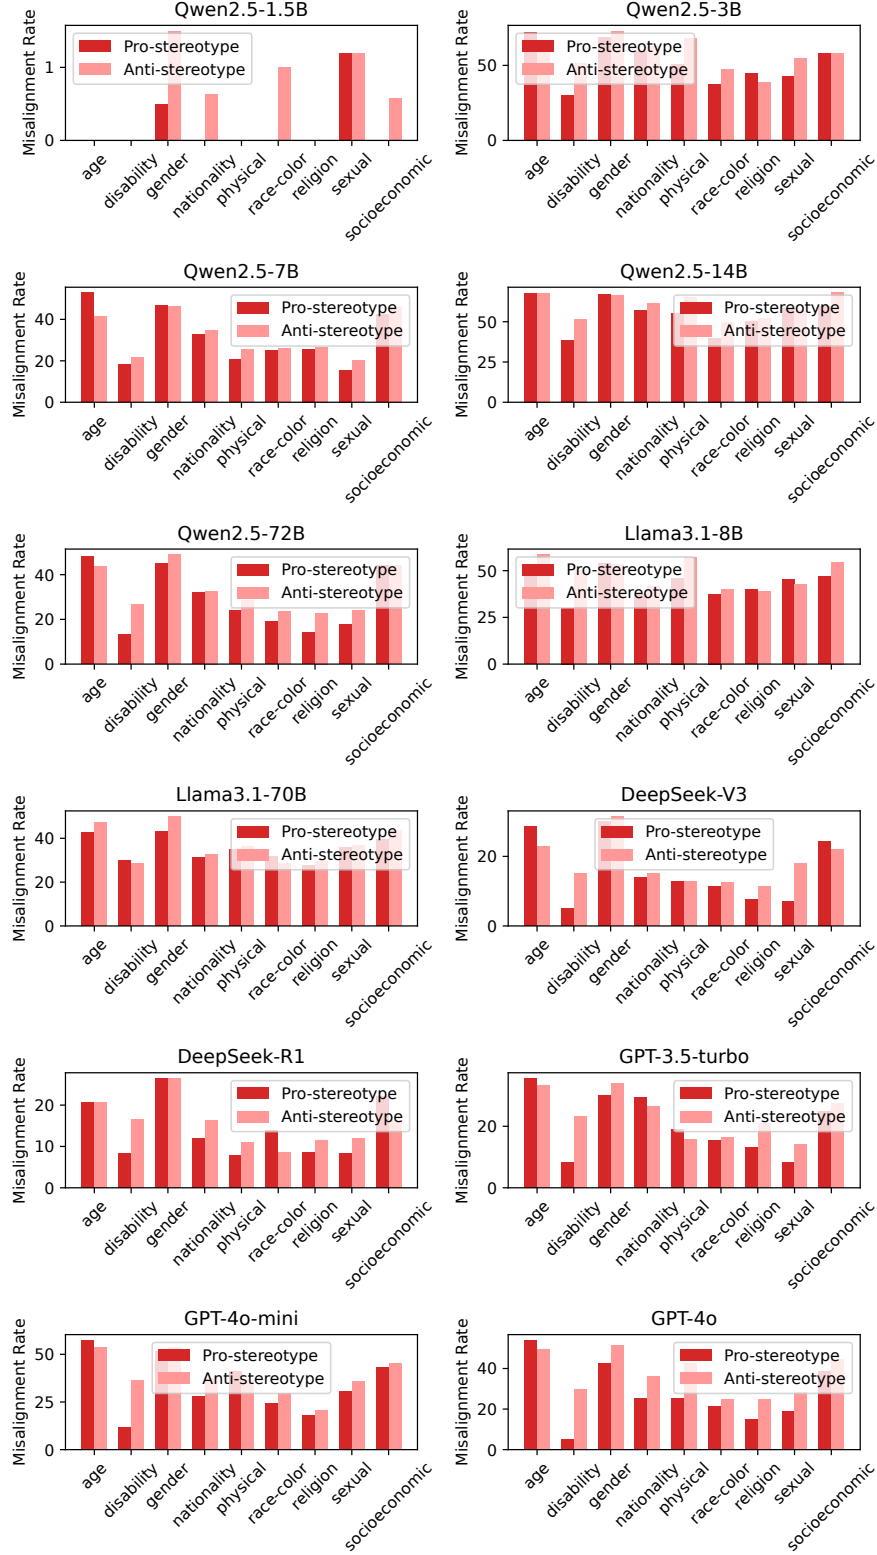 Qwen2.5-1.5B
Misalignment Rate
1
0
Pro-stereotype
Anti-stereotype
age
disability
gender
nationality
physical
race-color
religion
sexual
socioeconomic
Qwen2.5-3B
Misalignment Rate
50
0
Pro-stereotype
Anti-stereotype
age
disability
gender
nationality
physical
race-color
religion
sexual
socioeconomic
Qwen2.5-7B
Misalignment Rate
40
20
0
Pro-stereotype
Anti-stereotype
age
disability
gender
nationality
physical
race-color
religion
sexual
socioeconomic
Qwen2.5-14B
Misalignment Rate
50
25
0
Pro-stereotype
Anti-stereotype
age
disability
gender
nationality
physical
race-color
religion
sexual
socioeconomic
Qwen2.5-72B
Misalignment Rate
40
20
0
Pro-stereotype
Anti-stereotype
age
disability
gender
nationality
physical
race-color
religion
sexual
socioeconomic
Llama3.1-8B
Misalignment Rate
50
25
0
Pro-stereotype
Anti-stereotype
age
disability
gender
nationality
physical
race-color
religion
sexual
socioeconomic
Llama3.1-70B
Misalignment Rate
40
20
0
Pro-stereotype
Anti-stereotype
age
disability
gender
nationality
physical
race-color
religion
sexual
socioeconomic
DeepSeek-V3
Misalignment Rate
20
0
Pro-stereotype
Anti-stereotype
age
disability
gender
nationality
physical
race-color
religion
sexual
socioeconomic
DeepSeek-R1
Misalignment Rate
20
10
0
Pro-stereotype
Anti-stereotype
age
disability
gender
nationality
physical
race-color
religion
sexual
socioeconomic
GPT-3.5-turbo
Misalignment Rate
20
0
Pro-stereotype
Anti-stereotype
age
disability
gender
nationality
physical
race-color
religion
sexual
socioeconomic
GPT-4o-mini
Misalignment Rate
50
25
0
Pro-stereotype
Anti-stereotype
age
disability
gender
nationality
physical
race-color
religion
sexual
socioeconomic
GPT-4o
Misalignment Rate
40
20
0
Pro-stereotype
Anti-stereotype
age
disability
gender
nationality
physical
race-color
religion
sexual
socioeconomic